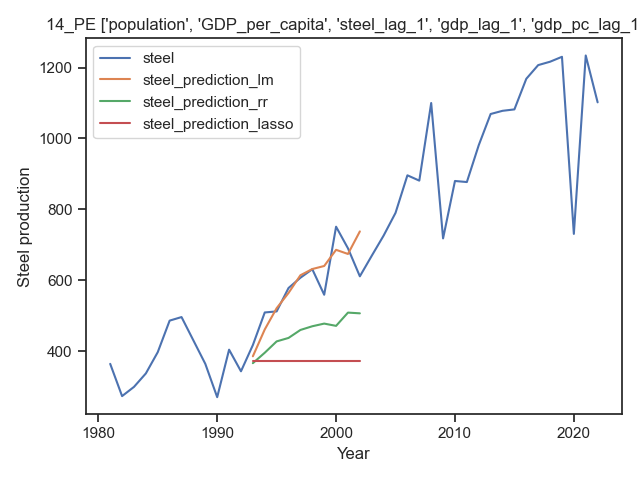 14_PE ['population', 'GDP_per_capita', 'steel_lag_1', 'gdp_lag_1', 'gdp_pc_lag_1
steel
steel_prediction_lm
steel_prediction_rr
steel_prediction_lasso
1200
1000
800
600
400
Steel production
1980
1990
2000
2010
2020
Year